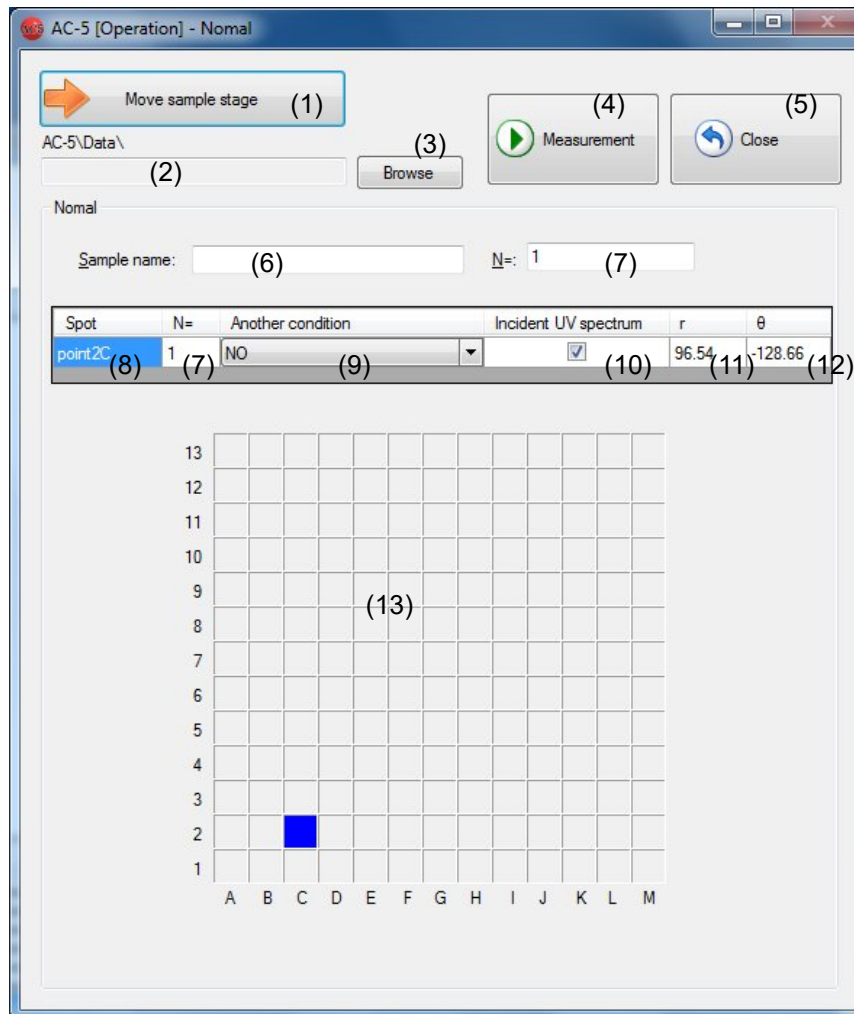 AC-5 [Operation] - Nomal
Move sample stage (1)
(4)
(5)
AC-5\Data\
(2)
(3)
Browse
Measurement
Close
Nomal
Sample name: (6)
N=: 1 (7)
Spot N= Another condition Incident UV spectrum r θ
point2C (8) 1 (7) NO (9) (10) 96.54 (11) -128.66 (12)
13
12
11
10
9
(13)
8
7
6
5
4
3
2
1
A B C D E F G H I J K L M